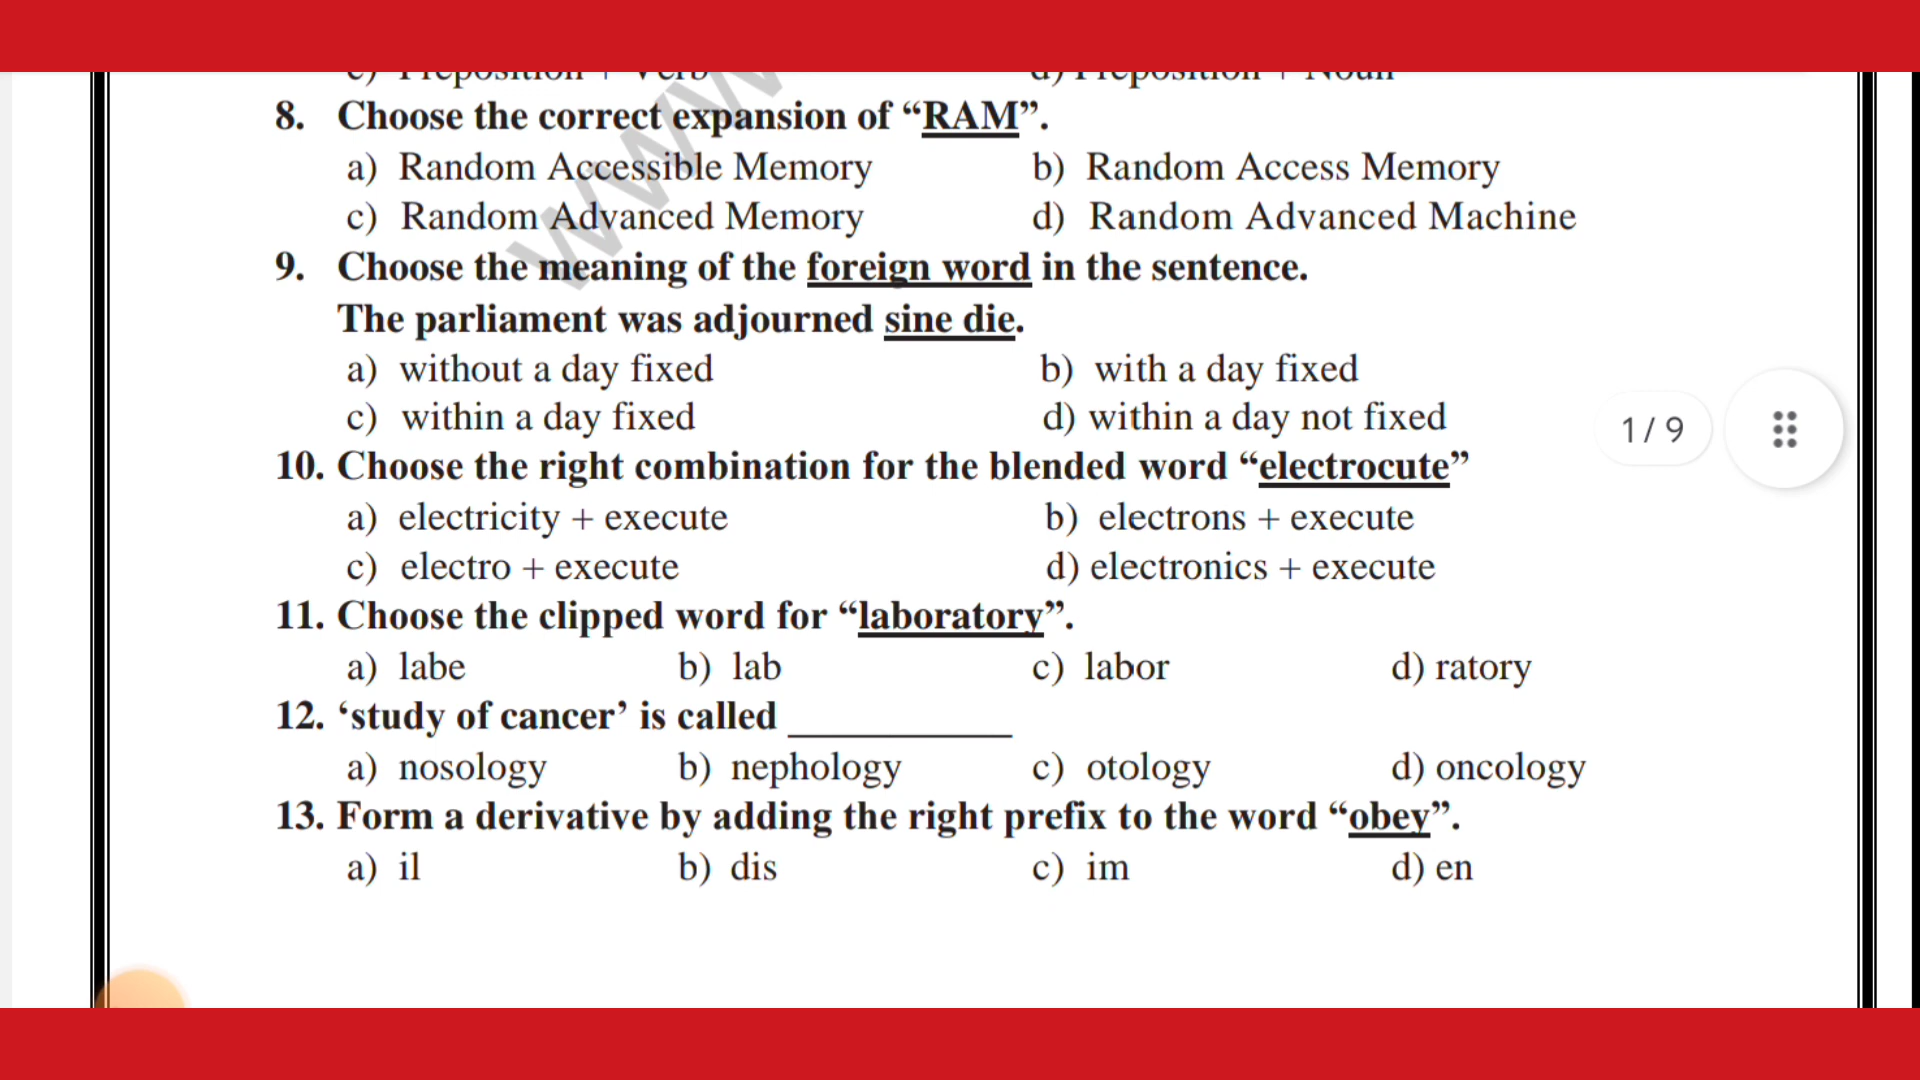 c) Preposition + Verb d) Preposition + Noun
8. Choose the correct expansion of “RAM”.
a) Random Accessible Memory b) Random Access Memory
c) Random Advanced Memory d) Random Advanced Machine
9. Choose the meaning of the foreign word in the sentence.
The parliament was adjourned sine die.
a) without a day fixed b) with a day fixed
c) within a day fixed d) within a day not fixed
1 / 9
10. Choose the right combination for the blended word “electrocute”
a) electricity + execute b) electrons + execute
c) electro + execute d) electronics + execute
11. Choose the clipped word for “laboratory”.
a) labe b) lab c) labor d) ratory
12. ‘study of cancer’ is called ___________
a) nosology b) nephology c) otology d) oncology
13. Form a derivative by adding the right prefix to the word “obey”.
a) il b) dis c) im d) en
www